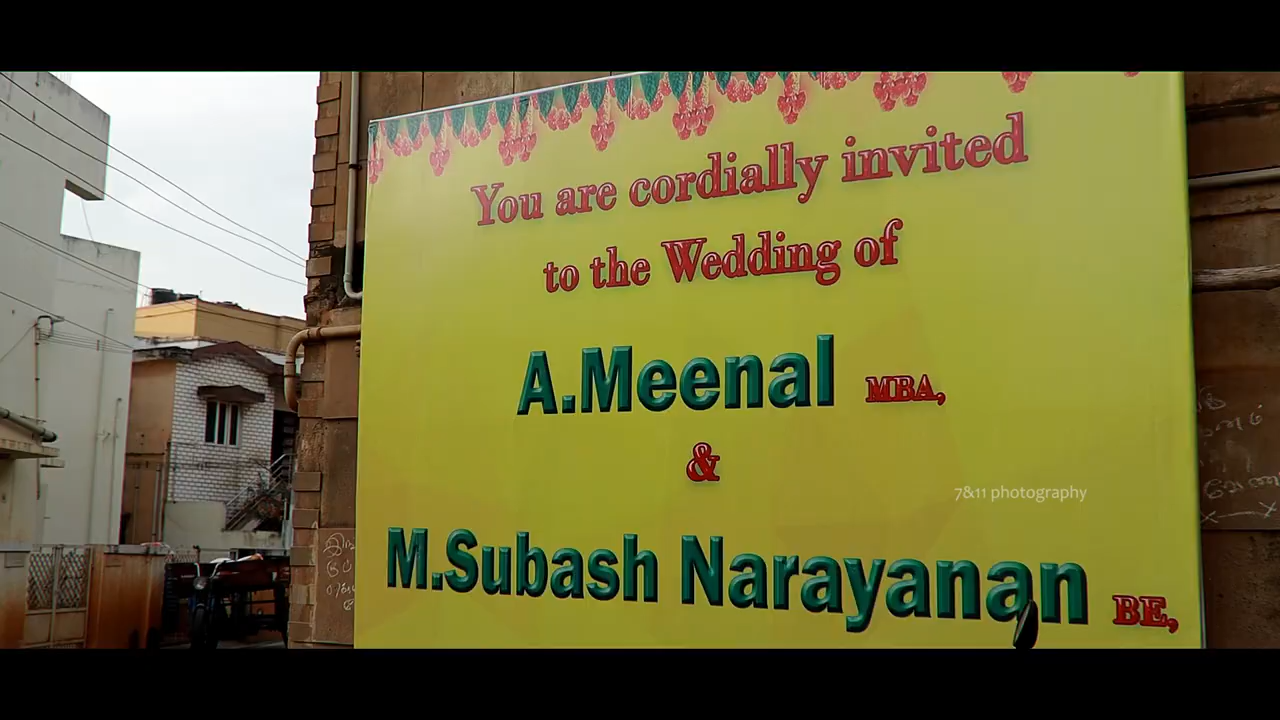 You are cordially invited
to the Wedding of
A.Meenal MBA,
&
7&11 photography
M.Subash Narayanan BE,